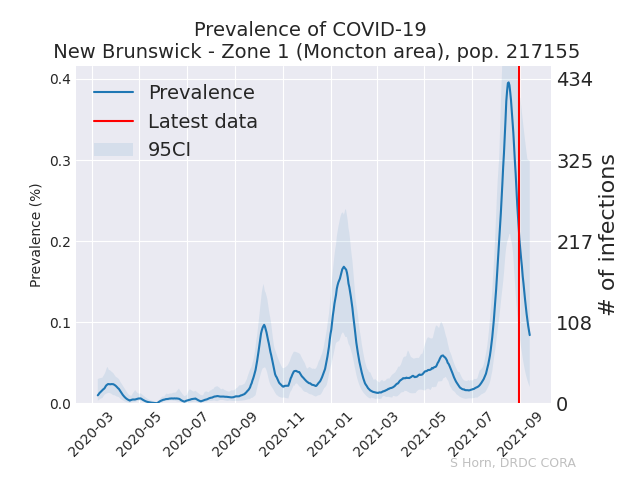 Prevalence of COVID-19
New Brunswick - Zone 1 (Moncton area), pop. 217155
Prevalence
Latest data
95CI
Prevalence (%)
0.4
0.3
0.2
0.1
0.0
434
325
217
108
0
# of infections
2020-03
2020-05
2020-07
2020-09
2020-11
2021-01
2021-03
2021-05
2021-07
2021-09
S Horn, DRDC CORA